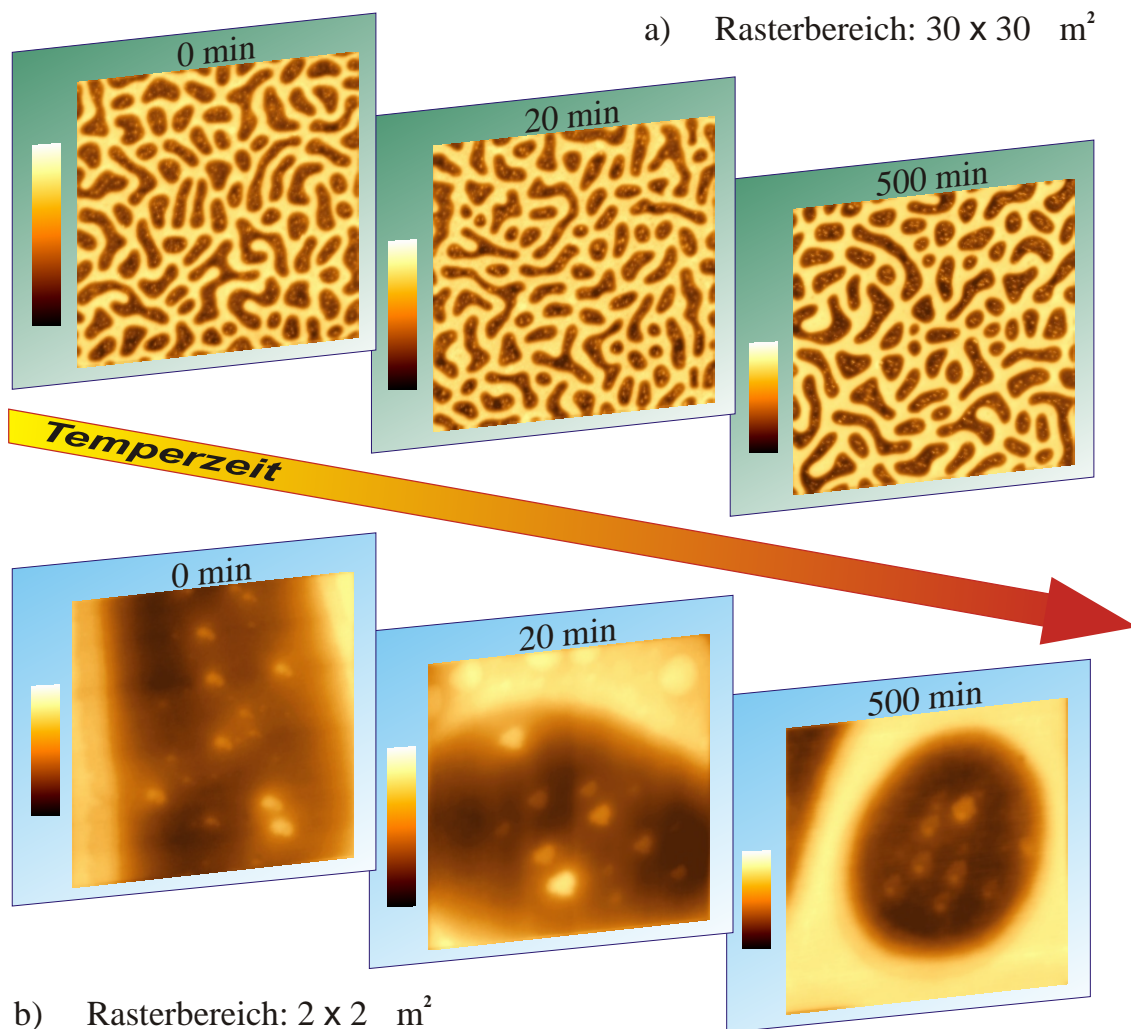 a) Rasterbereich: 30 x 30 m²
0 min
20 min
500 min
Temperzeit
0 min
20 min
500 min
b) Rasterbereich: 2 x 2 m²